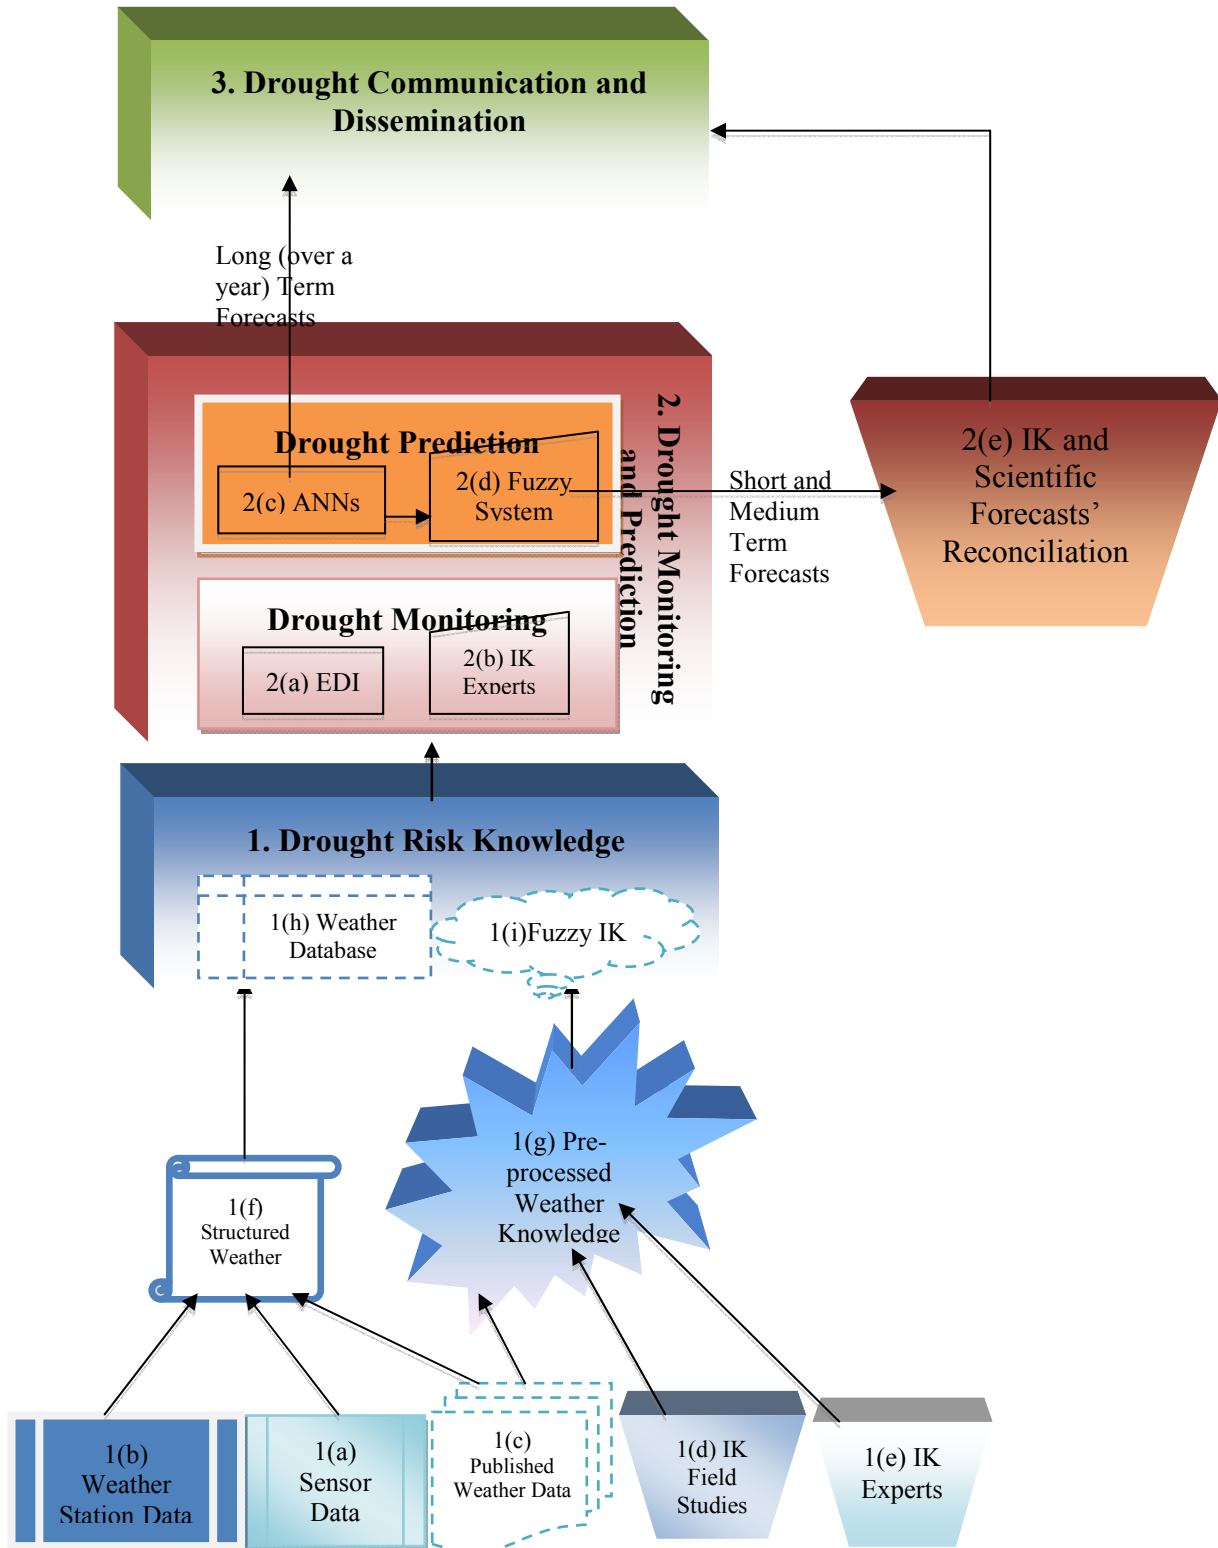 3. Drought Communication and
Dissemination
Long (over a
year) Term
Forecasts
2. Drought Monitoring
and Prediction
Drought Prediction
2(c) ANNs
2(d) Fuzzy
System
Short and
Medium
Term
Forecasts
2(e) IK and
Scientific
Forecasts’
Reconciliation
Drought Monitoring
2(a) EDI
2(b) IK
Experts
1. Drought Risk Knowledge
1(h) Weather
Database
1(i)Fuzzy IK
1(g) Pre-
processed
Weather
Knowledge
1(f)
Structured
Weather
1(b)
Weather
Station Data
1(a)
Sensor
Data
1(c)
Published
Weather Data
1(d) IK
Field
Studies
1(e) IK
Experts